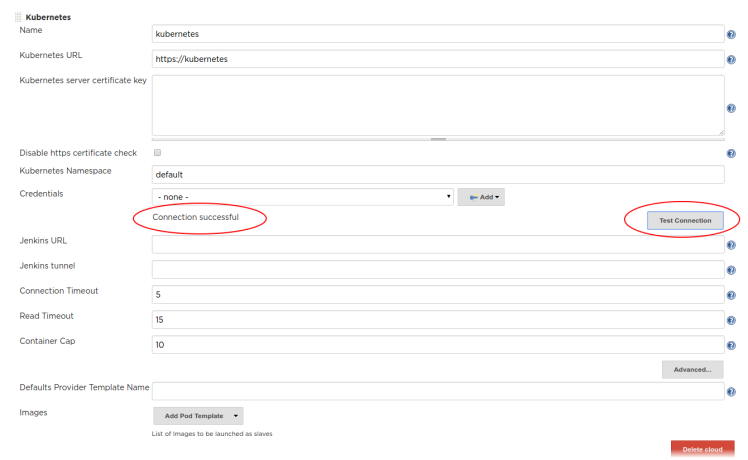 Kubernetes
Name
kubernetes
Kubernetes URL
https://kubernetes
Kubernetes server certificate key
Disable https certificate check
Kubernetes Namespace
default
Credentials
- none -
Add
Connection successful
Test Connection
Jenkins URL
Jenkins tunnel
Connection Timeout
5
Read Timeout
15
Container Cap
10
Advanced...
Defaults Provider Template Name
Images
Add Pod Template
List of Images to be launched as slaves
Delete cloud